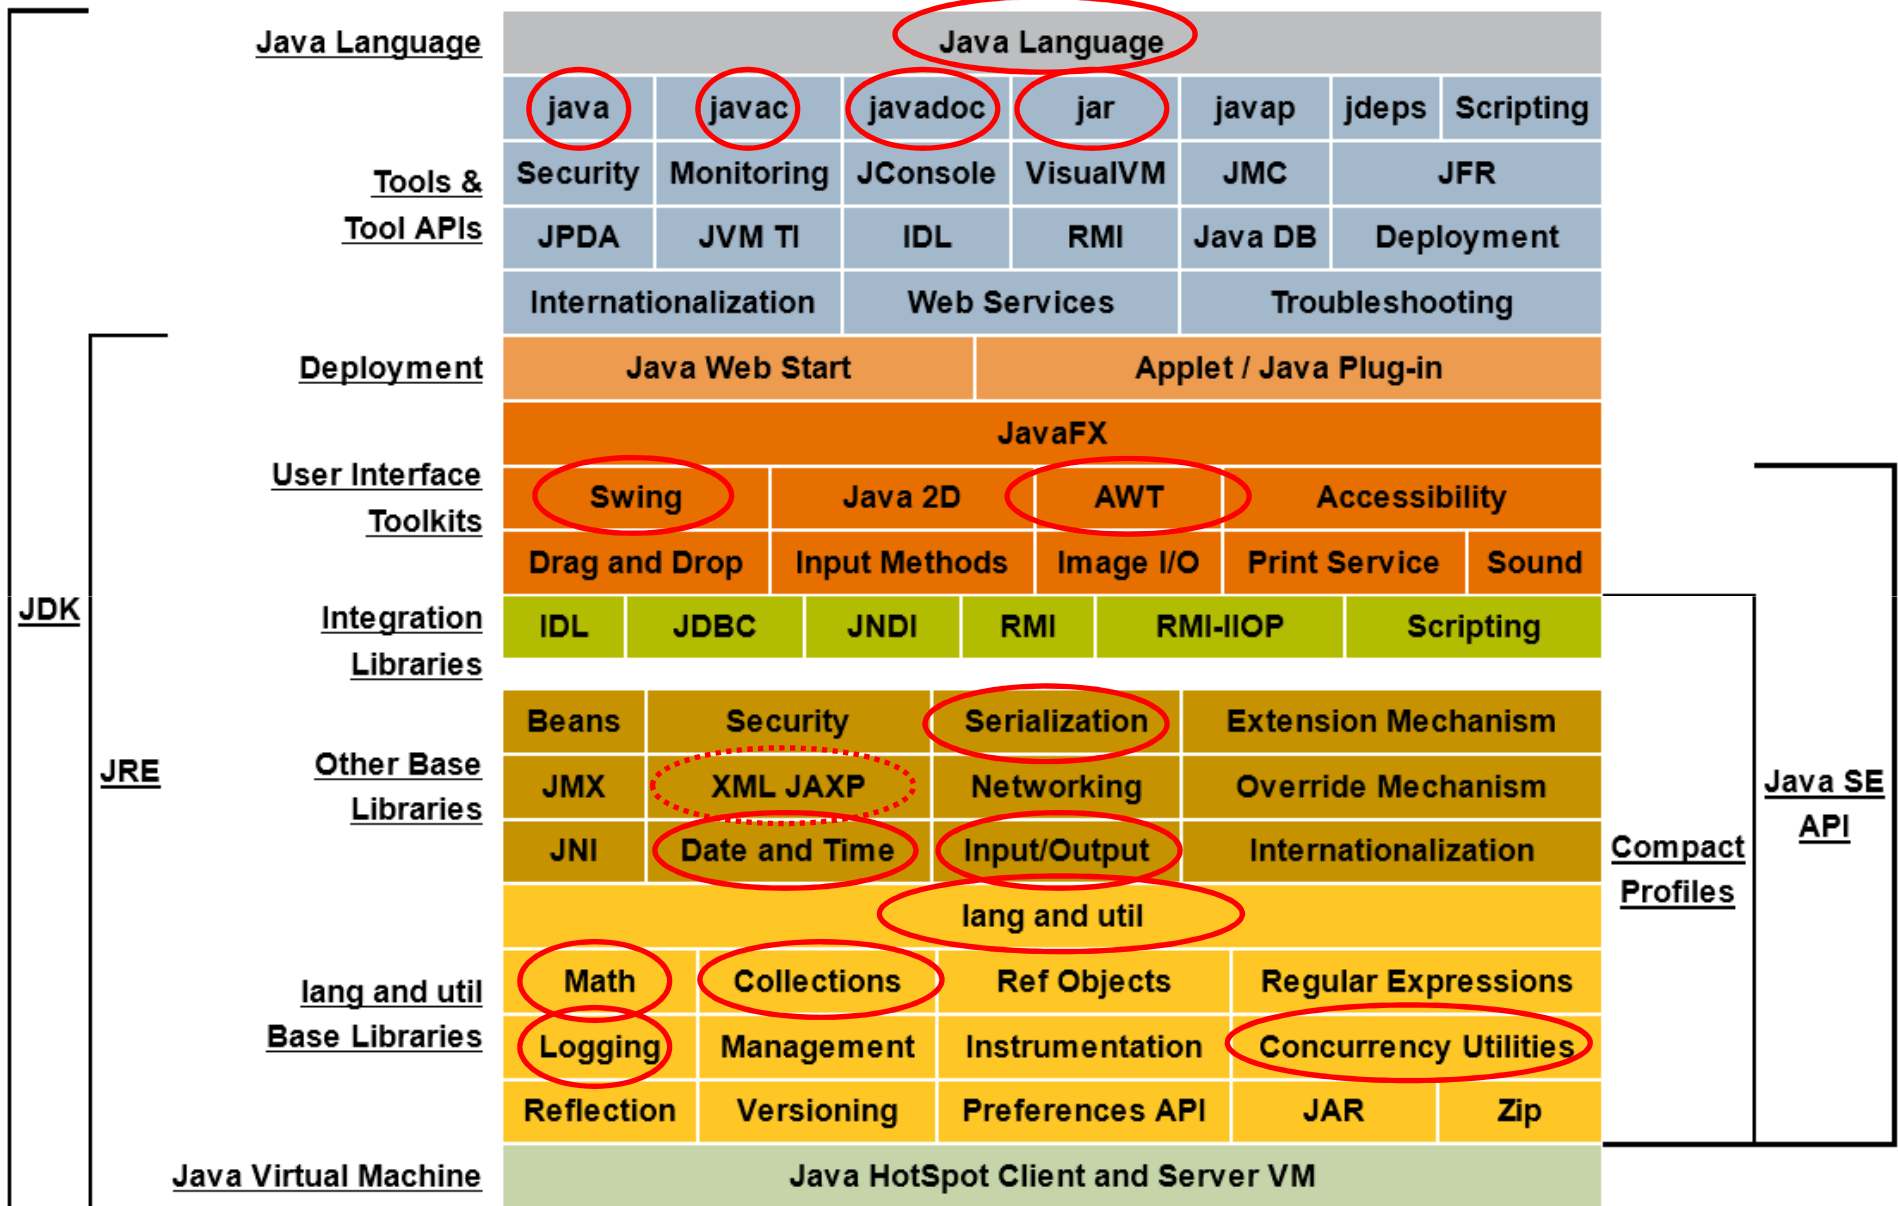 Java Language
Java Language
java javac javadoc jar javap jdeps Scripting
Tools &
Tool APIs
Security Monitoring JConsole VisualVM JMC JFR
JPDA JVM TI IDL RMI Java DB Deployment
Internationalization Web Services Troubleshooting
Deployment
Java Web Start Applet / Java Plug-in
JavaFX
User Interface
Toolkits
Swing Java 2D AWT Accessibility
Drag and Drop Input Methods Image I/O Print Service Sound
JDK
Integration
Libraries
IDL JDBC JNDI RMI RMI-IIOP Scripting
Beans Security Serialization Extension Mechanism
JRE
Other Base
Libraries
JMX XML JAXP Networking Override Mechanism
Java SE
API
JNI Date and Time Input/Output Internationalization
Compact
Profiles
lang and util
lang and util
Base Libraries
Math Collections Ref Objects Regular Expressions
Logging Management Instrumentation Concurrency Utilities
Reflection Versioning Preferences API JAR Zip
Java Virtual Machine
Java HotSpot Client and Server VM